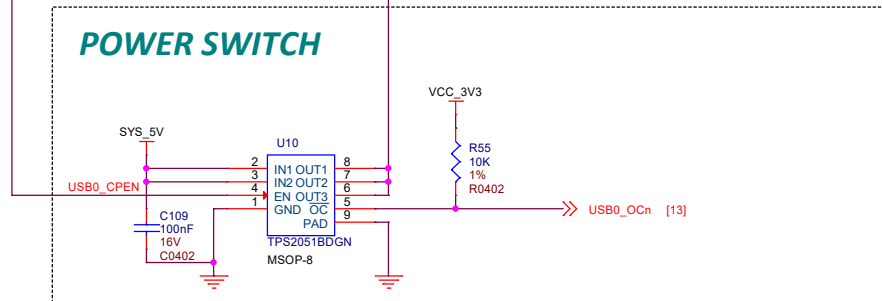 POWER SWITCH
VCC_3V3
SYS_5V
U10
R55
10K
1%
R0402
2 IN1 OUT1 8
3 IN2 OUT2 7
USB0_CPEN 4 EN OUT3 6
1 GND OC 5
USB0_OCn [13]
PAD 9
C109
100nF
16V
C0402
TPS2051BDGN
MSOP-8